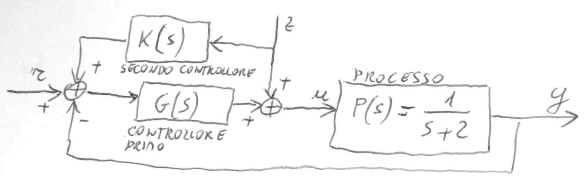 z
K(s)
SECONDO CONTROLLORE
r
+
+
-
G(s)
CONTROLLORE
PRIMO
+
+
u
PROCESSO
P(s) = 1
s+2
y